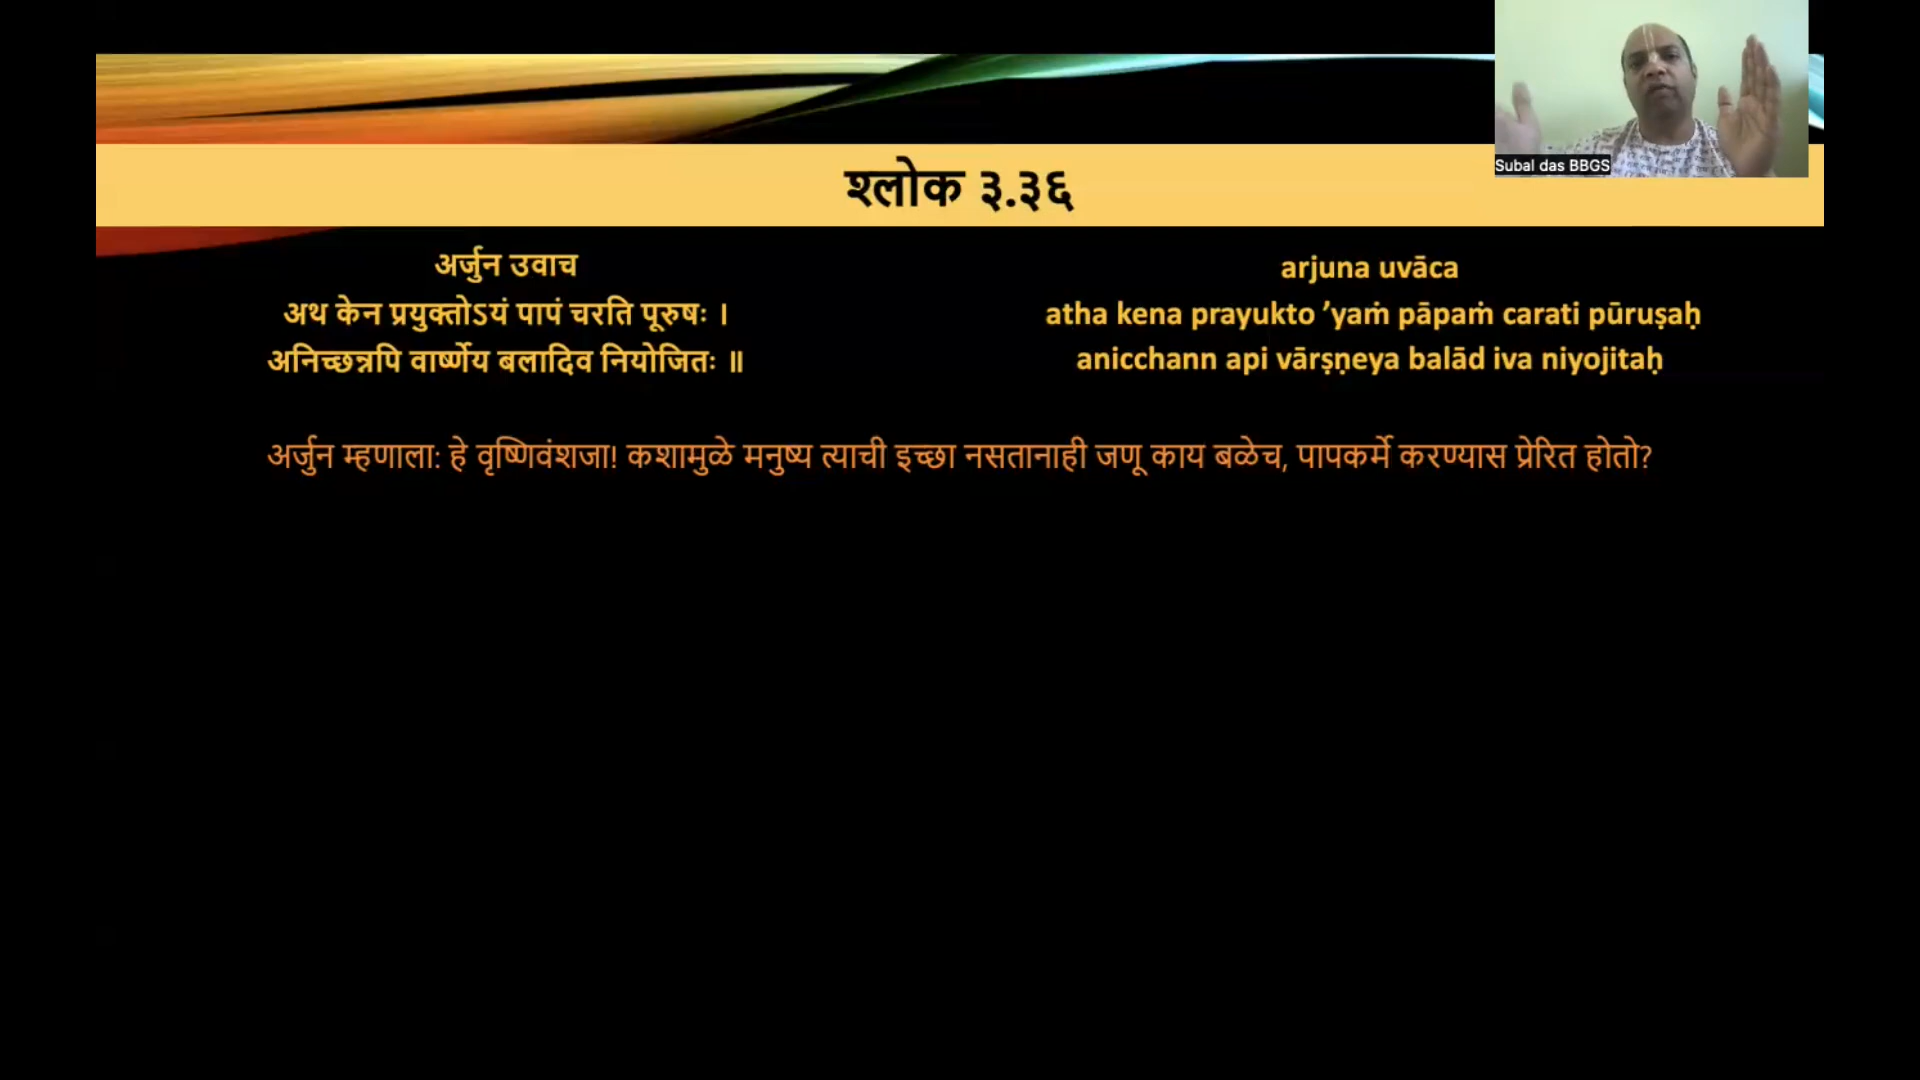 Subal das BBGS
श्लोक ३.३६
अर्जुन उवाच
अथ केन प्रयुक्तोऽयं पापं चरति पूरुषः ।
अनिच्छन्नपि वार्ष्णेय बलादिव नियोजितः ॥
arjuna uvāca
atha kena prayukto ’yaṁ pāpaṁ carati pūruṣaḥ
anicchann api vārṣṇeya balād iva niyojitaḥ
अर्जुन म्हणाला: हे वृष्णिवंशजा! कशामुळे मनुष्य त्याची इच्छा नसतानाही जणू काय बळेच, पापकर्मे करण्यास प्रेरित होतो?